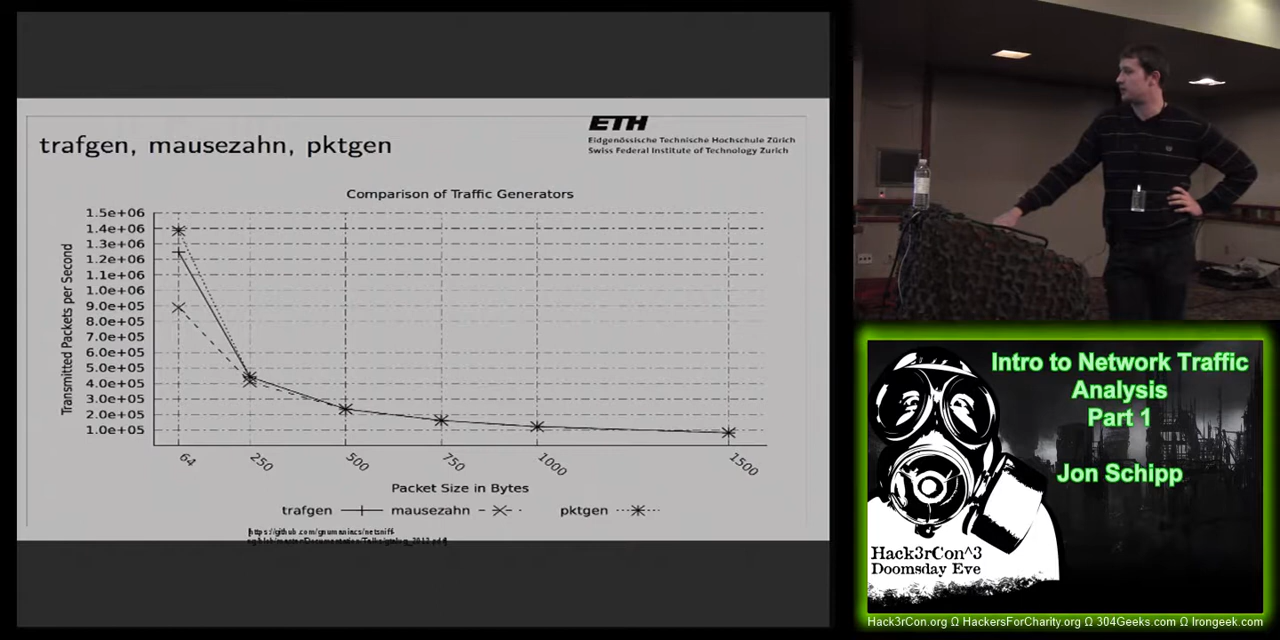 trafgen, mausezahn, pktgen
ETH
Eidgenössische Technische Hochschule Zürich
Swiss Federal Institute of Technology Zurich
Comparison of Traffic Generators
Transmitted Packets per Second
1.5e+06
1.4e+06
1.3e+06
1.2e+06
1.1e+06
1.0e+06
9.0e+05
8.0e+05
7.0e+05
6.0e+05
5.0e+05
4.0e+05
3.0e+05
2.0e+05
1.0e+05
64 250 500 750 1000 1500
Packet Size in Bytes
trafgen mausezahn pktgen
Intro to Network Traffic
Analysis
Part 1
Jon Schipp
Hack3rCon^3
Doomsday Eve
Hack3rCon.org Ω HackersForCharity.org Ω 304Geeks.com Ω Irongeek.com